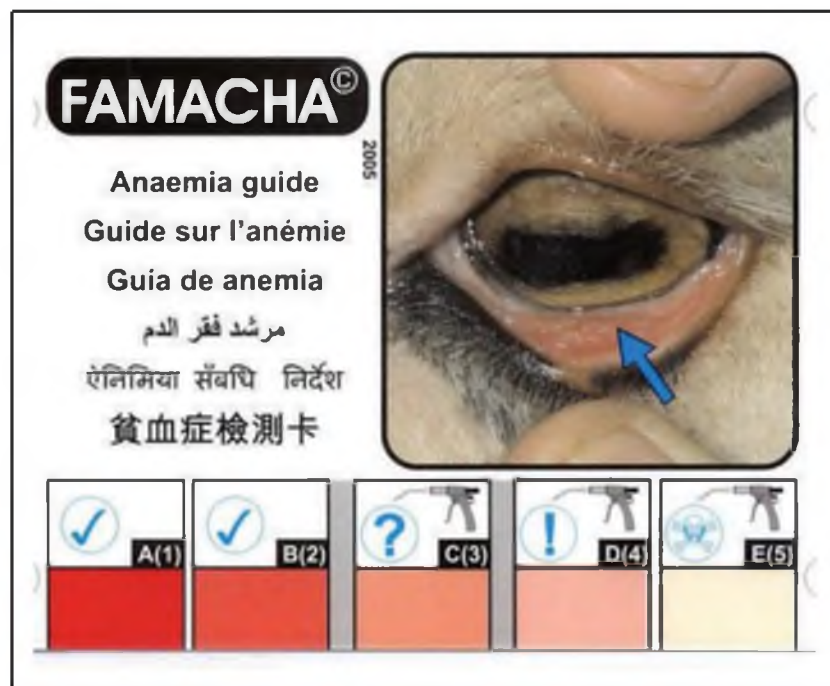 FAMACHA©
2005
Anaemia guide
Guide sur l'anémie
Guia de anemia
مرشد فقر الدم
ऐनिमिया सँबधि निर्देश
貧血症檢測卡
A(1)
B(2)
? C(3)
! D(4)
E(5)